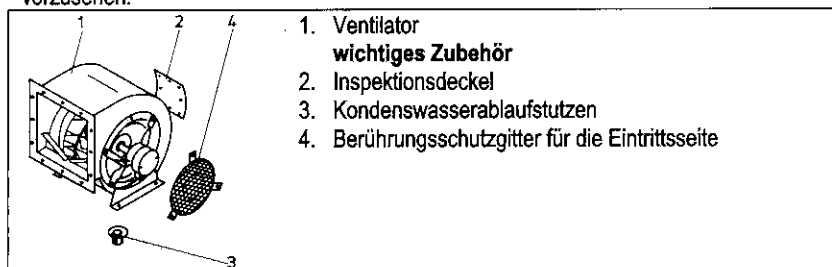 vorzusehen.
1 2 4
1. Ventilator
wichtiges Zubehör
2. Inspektionsdeckel
3. Kondenswasserablaufstutzen
4. Berührungsschutzgitter für die Eintrittsseite
3